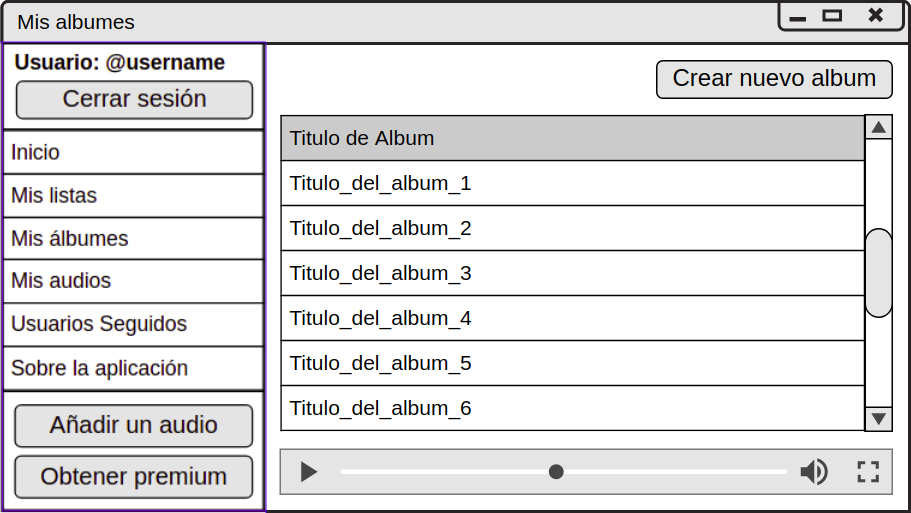 Mis albumes
Usuario: @username
Cerrar sesión
Inicio
Mis listas
Mis álbumes
Mis audios
Usuarios Seguidos
Sobre la aplicación
Añadir un audio
Obtener premium
Crear nuevo album
Titulo de Album
Titulo_del_album_1
Titulo_del_album_2
Titulo_del_album_3
Titulo_del_album_4
Titulo_del_album_5
Titulo_del_album_6